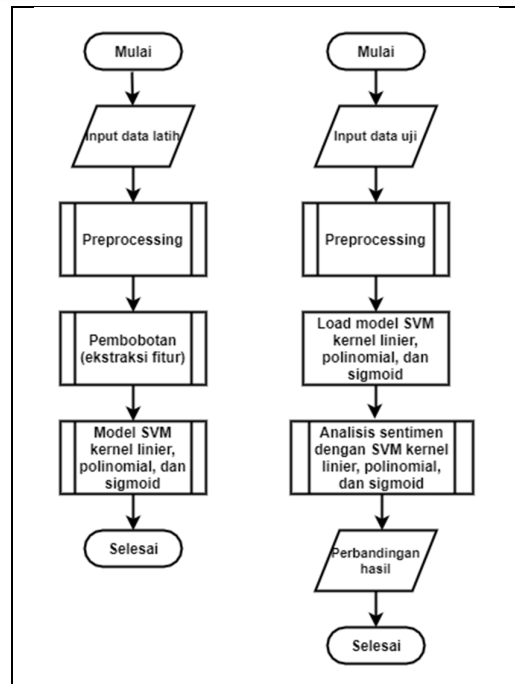 Mulai
Input data latih
Preprocessing
Pembobotan
(ekstraksi fitur)
Model SVM
kernel linier,
polinomial, dan
sigmoid
Selesai
Mulai
Input data uji
Preprocessing
Load model SVM
kernel linier,
polinomial, dan
sigmoid
Analisis sentimen
dengan SVM kernel
linier, polinomial,
dan sigmoid
Perbandingan
hasil
Selesai